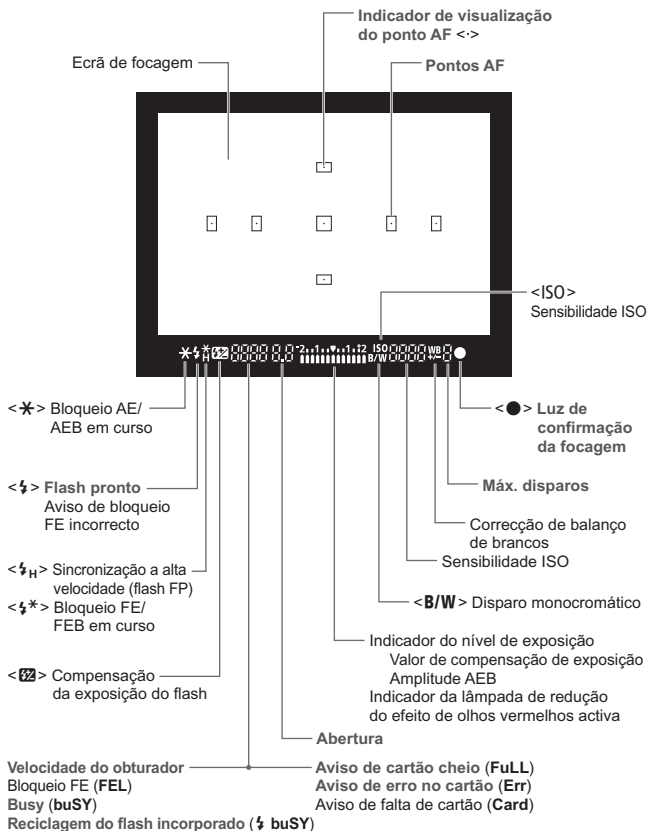 Indicador de visualização
do ponto AF <·>
Ecrã de focagem
Pontos AF
<ISO>
Sensibilidade ISO
-2..1..▼..1.:2 ISO WB
B/W +/-
<✱> Bloqueio AE/
AEB em curso
<●> Luz de
confirmação
da focagem
<⚡> Flash pronto
Aviso de bloqueio
FE incorrecto
Máx. disparos
Correcção de balanço
de brancos
Sensibilidade ISO
<⚡H> Sincronização a alta
velocidade (flash FP)
<⚡*> Bloqueio FE/
FEB em curso
<B/W> Disparo monocromático
Indicador do nível de exposição
Valor de compensação de exposição
Amplitude AEB
Indicador da lâmpada de redução
do efeito de olhos vermelhos activa
<⚡±> Compensação
da exposição do flash
Abertura
Velocidade do obturador
Bloqueio FE (FEL)
Busy (buSY)
Reciclagem do flash incorporado (⚡ buSY)
Aviso de cartão cheio (FuLL)
Aviso de erro no cartão (Err)
Aviso de falta de cartão (Card)